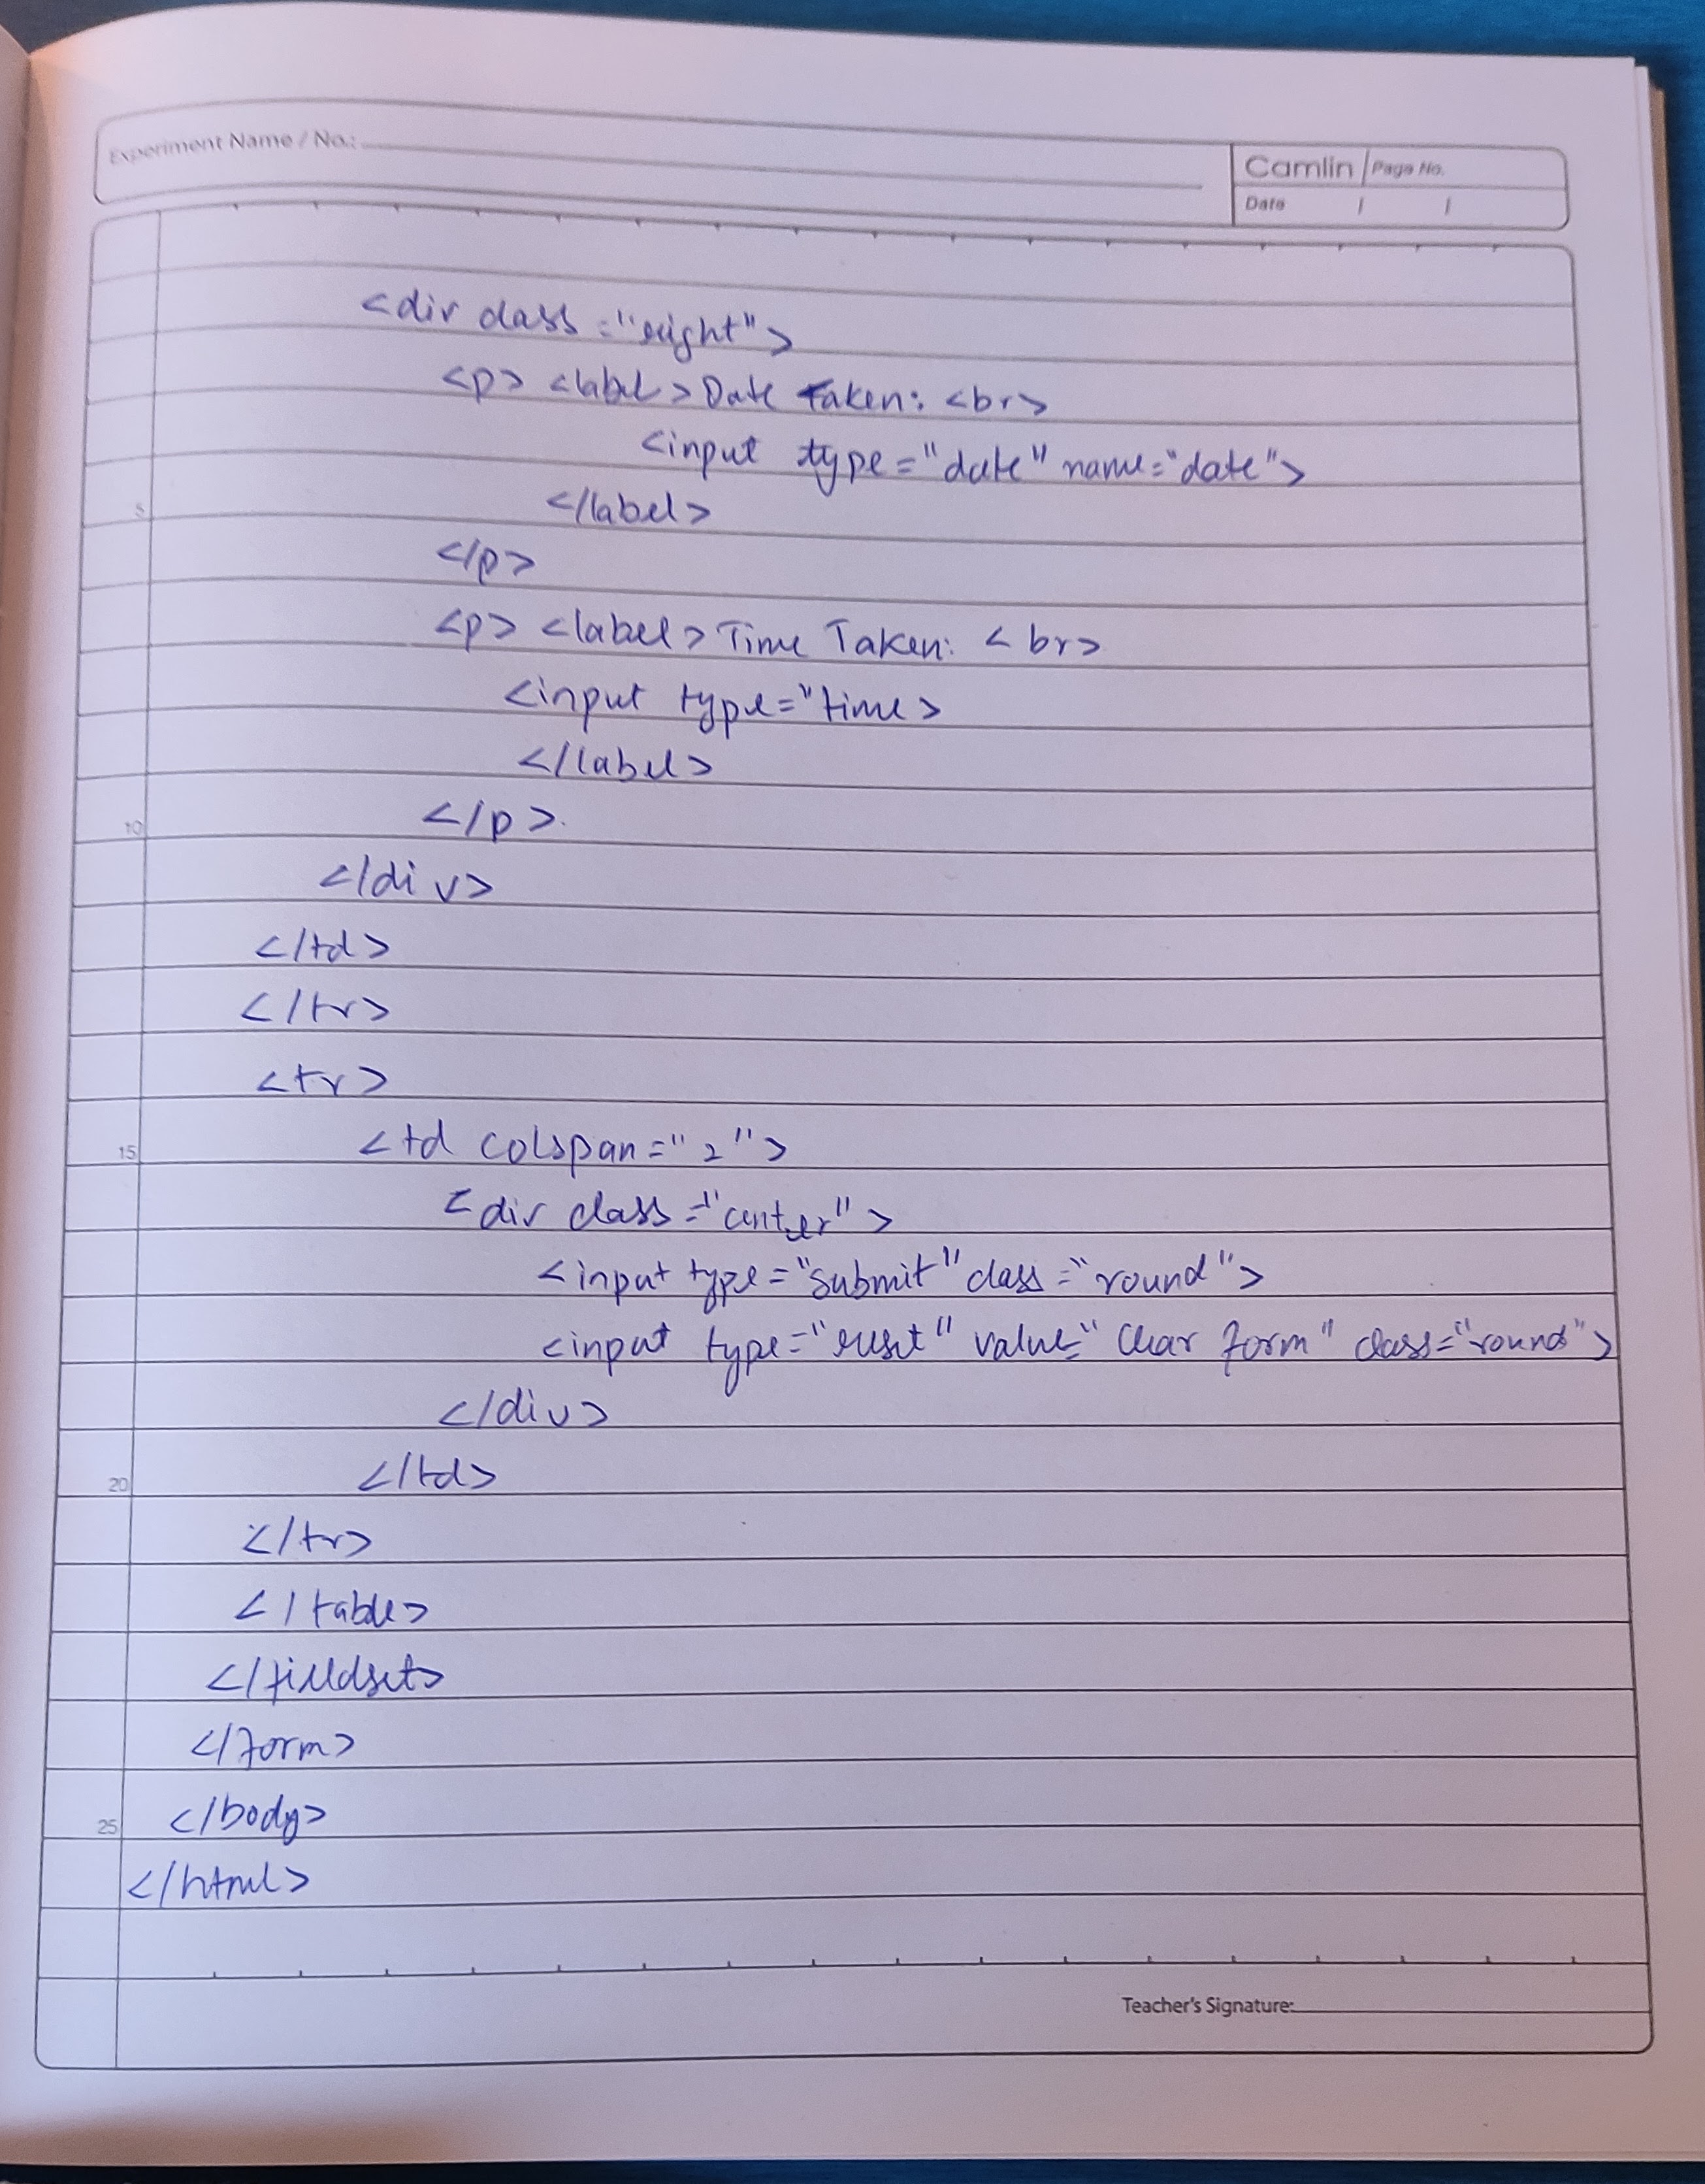 Experiment Name / No.:
Camlin Page No.
Date / /
<div class="right">
<p> <label> Date Taken: <br>
<input type="date" name="date">
</label>
5
</p>
<p> <label> Time Taken: <br>
<input type="time>
</label>
10 </p>
</div>
</td>
</tr>
<tr>
15 <td colspan="2">
<div class="center">
<input type="submit" class="round">
<input type="reset" value="Clear form" class="round">
</div>
20 </td>
</tr>
</table>
</fieldset>
</form>
25 </body>
</html>
Teacher's Signature: